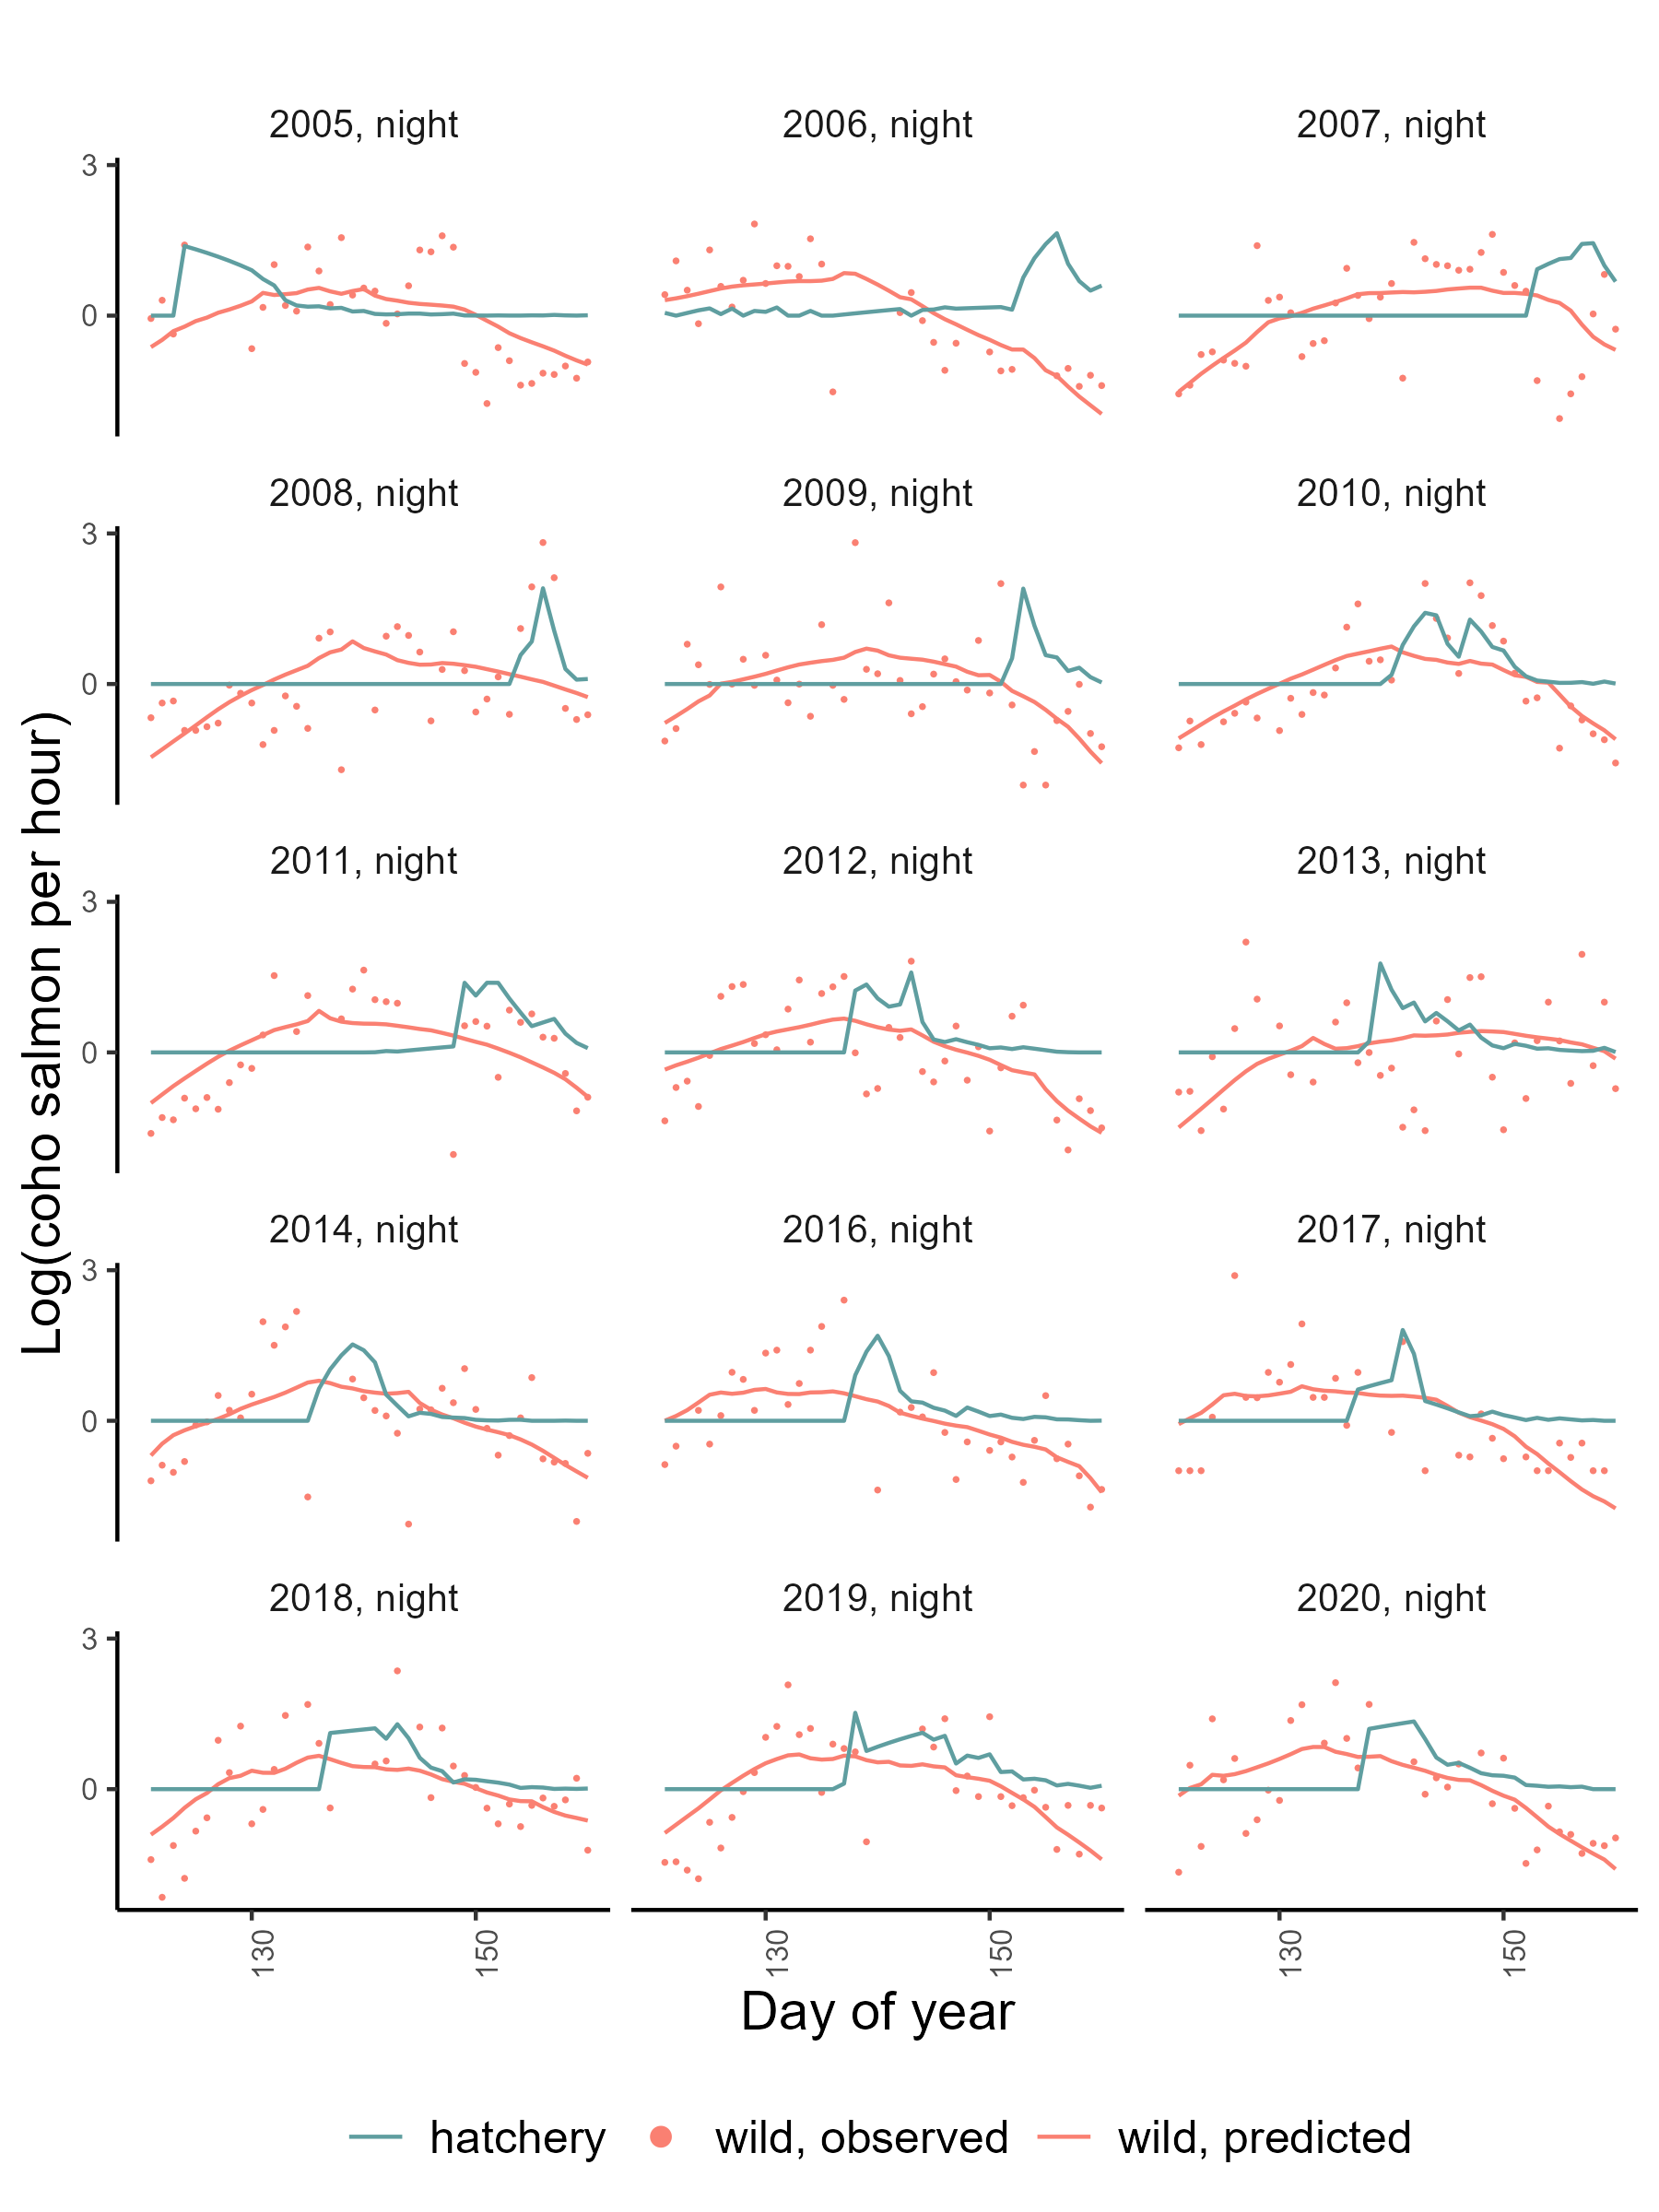 2005, night 2006, night 2007, night
3
0
2008, night 2009, night 2010, night
3
0
2011, night 2012, night 2013, night
3
0
2014, night 2016, night 2017, night
3
0
2018, night 2019, night 2020, night
3
0
Log(coho salmon per hour)
130 150 130 150 130 150
Day of year
hatchery wild, observed wild, predicted